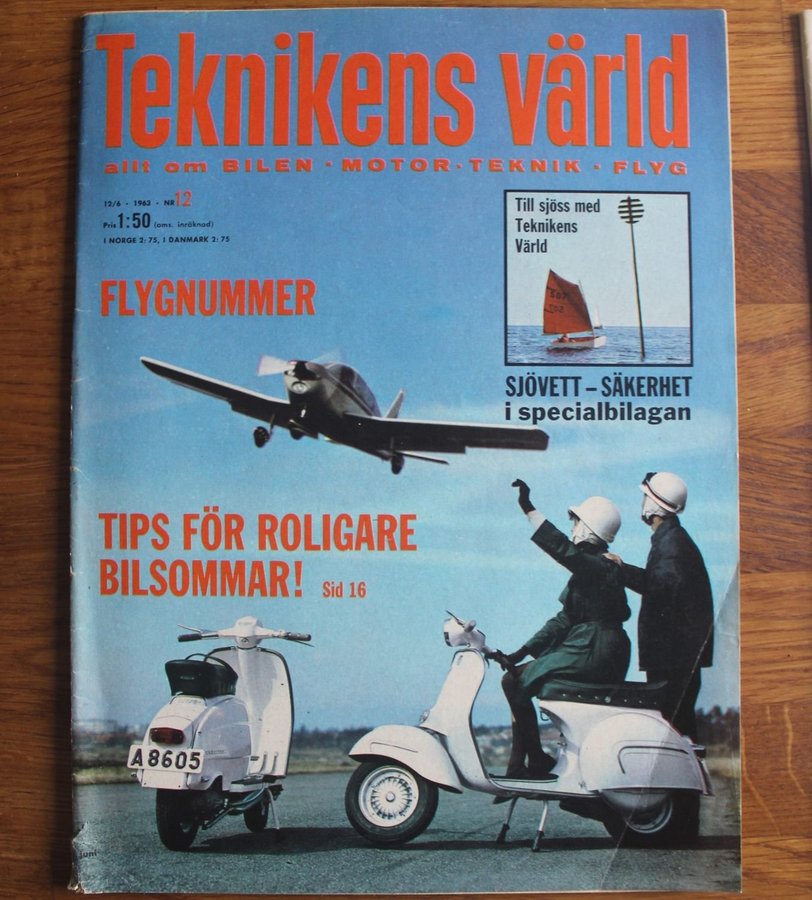 Teknikens värld
allt om BILEN · MOTOR · TEKNIK · FLYG
12/6 · 1963 · NR 12
Pris 1:50 (oms. inräknad)
I NORGE 2: 75, I DANMARK 2: 75
Till sjöss med
Teknikens
Värld
507
SJÖVETT – SÄKERHET
i specialbilagan
FLYGNUMMER
TIPS FÖR ROLIGARE
BILSOMMAR! Sid 16
A 8605
juni